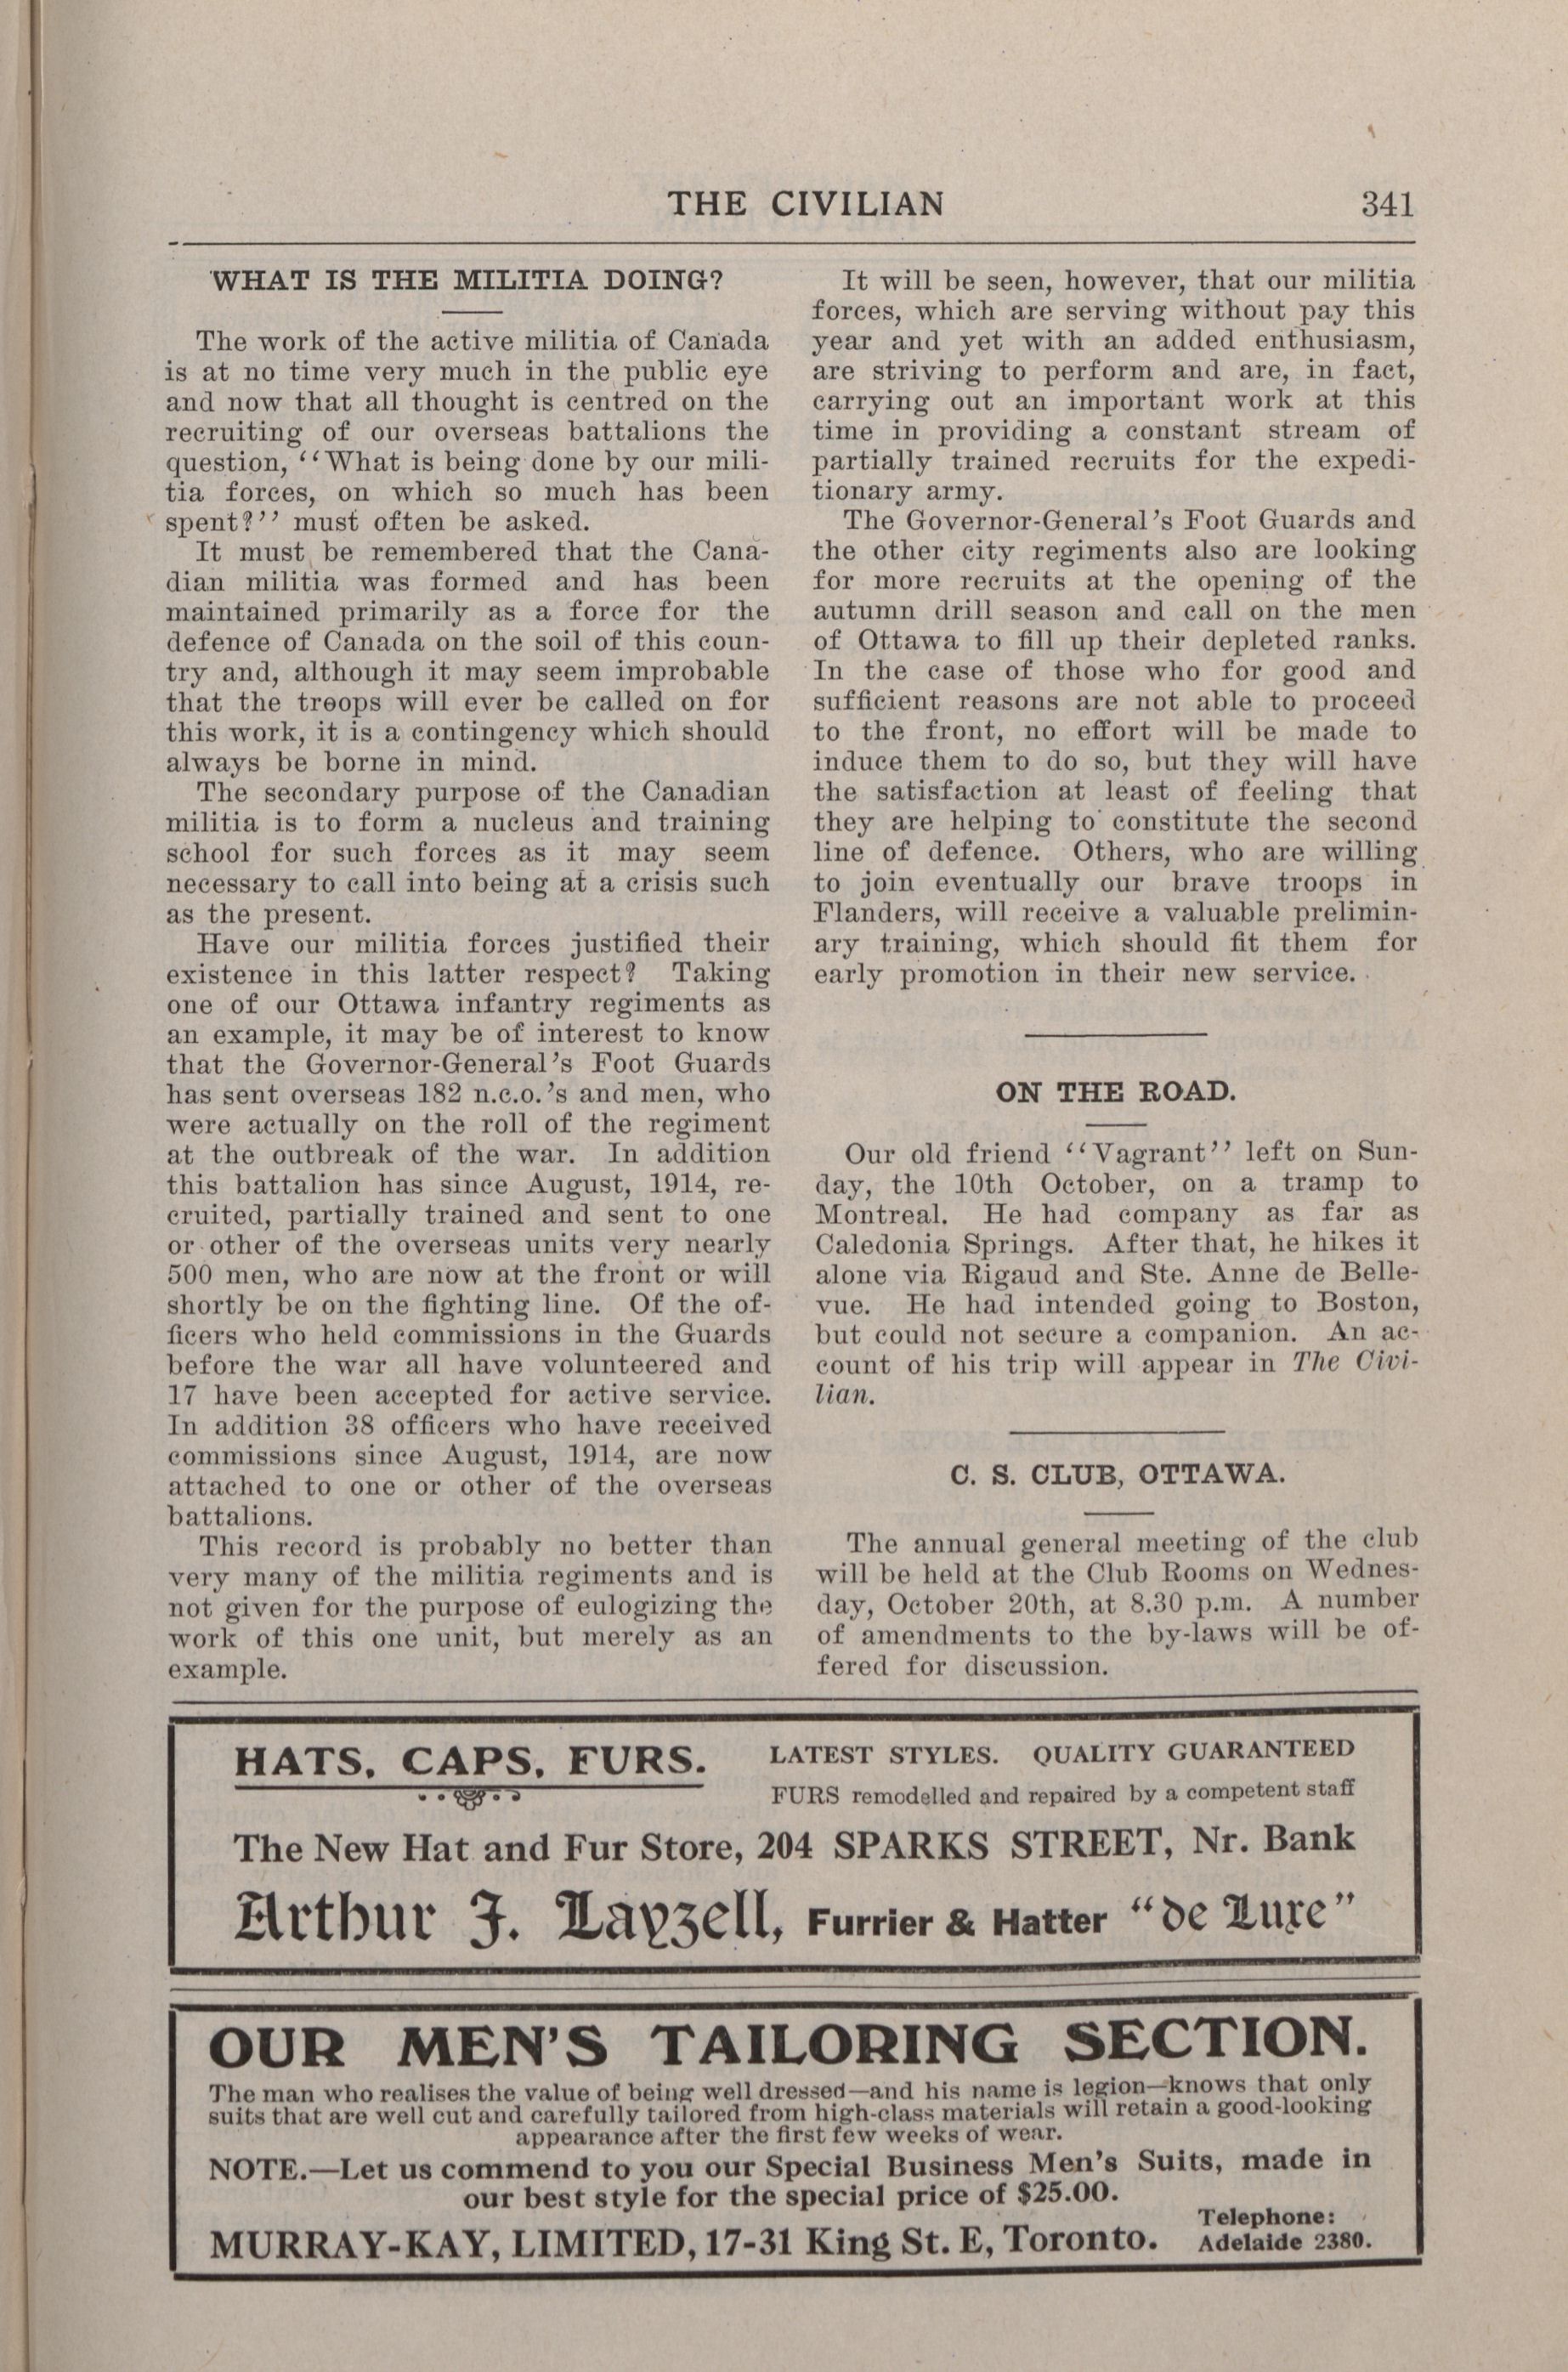 THE CIVILIAN
341
WHAT IS THE MILITIA DOING?
The work of the active militia of Canada
is at no time very much in the public eye
and now that all thought is centred on the
recruiting of our overseas battalions the
question, ‘‘What is being done by our mili-
tia forces, on which so much has been
spent?’’ must often be asked.
It must be remembered that the Cana-
dian militia was formed and has been
maintained primarily as a force for the
defence of Canada on the soil of this coun-
try and, although it may seem improbable
that the troops will ever be called on for
this work, it is a contingency which should
always be borne in mind.
The secondary purpose of the Canadian
militia is to form a nucleus and training
school for such forces as it may seem
necessary to call into being at a crisis such
as the present.
Have our militia forces justified their
existence in this latter respect? Taking
one of our Ottawa infantry regiments as
an example, it may be of interest to know
that the Governor-General’s Foot Guards
has sent overseas 182 n.c.o.’s and men, who
were actually on the roll of the regiment
at the outbreak of the war. In addition
this battalion has since August, 1914, re-
cruited, partially trained and sent to one
or other of the overseas units very nearly
500 men, who are now at the front or will
shortly be on the fighting line. Of the of-
ficers who held commissions in the Guards
before the war all have volunteered and
17 have been accepted for active service.
In addition 38 officers who have received
commissions since August, 1914, are now
attached to one or other of the overseas
battalions.
This record is probably no better than
very many of the militia regiments and is
not given for the purpose of eulogizing the
work of this one unit, but merely as an
example.
It will be seen, however, that our militia
forces, which are serving without pay this
year and yet with an added enthusiasm,
are striving to perform and are, in fact,
carrying out an important work at this
time in providing a constant stream of
partially trained recruits for the expedi-
tionary army.
The Governor-General’s Foot Guards and
the other city regiments also are looking
for more recruits at the opening of the
autumn drill season and call on the men
of Ottawa to fill up their depleted ranks.
In the case of those who for good and
sufficient reasons are not able to proceed
to the front, no effort will be made to
induce them to do so, but they will have
the satisfaction at least of feeling that
they are helping to constitute the second
line of defence. Others, who are willing
to join eventually our brave troops in
Flanders, will receive a valuable prelimin-
ary training, which should fit them for
early promotion in their new service.
ON THE ROAD.
Our old friend ‘‘Vagrant’’ left on Sun-
day, the 10th October, on a tramp to
Montreal. He had company as far as
Caledonia Springs. After that, he hikes it
alone via Rigaud and Ste. Anne de Belle-
vue. He had intended going to Boston,
but could not secure a companion. An ac-
count of his trip will appear in The Civi-
lian.
C. S. CLUB, OTTAWA.
The annual general meeting of the club
will be held at the Club Rooms on Wednes-
day, October 20th, at 8.30 p.m. A number
of amendments to the by-laws will be of-
fered for discussion.
HATS, CAPS, FURS.
LATEST STYLES. QUALITY GUARANTEED
FURS remodelled and repaired by a competent staff
The New Hat and Fur Store, 204 SPARKS STREET, Nr. Bank
Arthur J. Layzell, Furrier & Hatter “de Luxe”
OUR MEN’S TAILORING SECTION.
The man who realises the value of being well dressed—and his name is legion—knows that only
suits that are well cut and carefully tailored from high-class materials will retain a good-looking
appearance after the first few weeks of wear.
NOTE.—Let us commend to you our Special Business Men’s Suits, made in
our best style for the special price of $25.00.
MURRAY-KAY, LIMITED, 17-31 King St. E, Toronto.
Telephone:
Adelaide 2380.